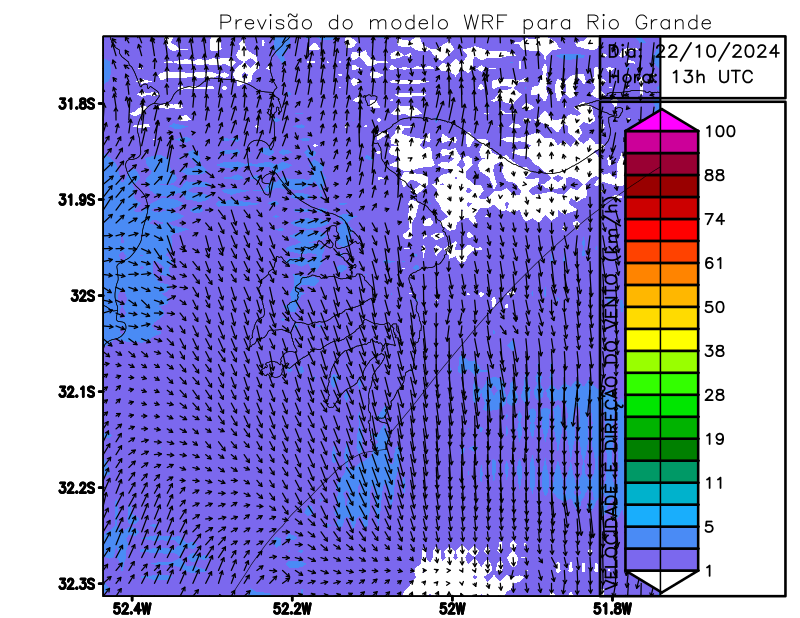 Previsão do modelo WRF para Rio Grande
Dia: 22/10/2024
Hora: 13h UTC
31.8S
31.9S
32S
32.1S
32.2S
32.3S
52.4W
52.2W
52W
51.8W
VELOCIDADE E DIREÇÃO DO VENTO (km/h)
100
88
74
61
50
38
28
19
11
5
1